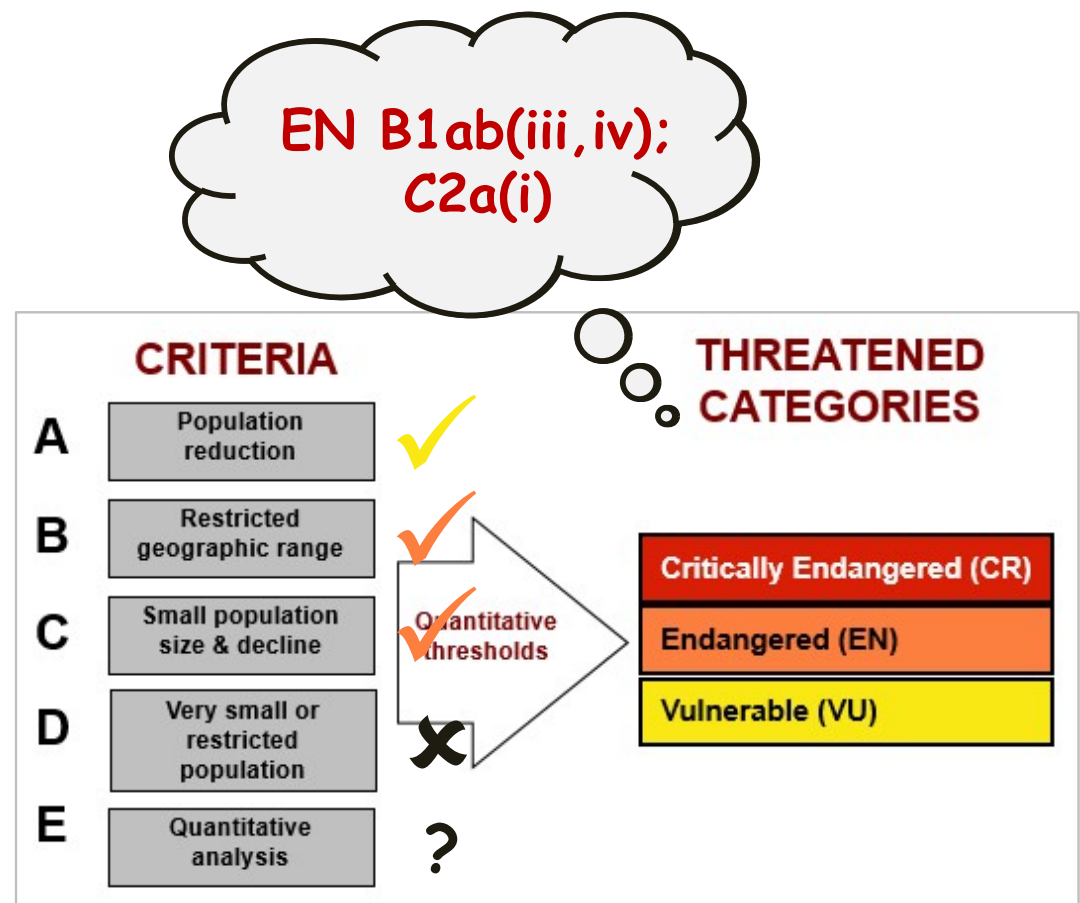 EN B1ab(iii,iv);
C2a(i)
CRITERIA
THREATENED
CATEGORIES
A
Population
reduction
B
Restricted
geographic range
C
Small population
size & decline
D
Very small or
restricted
population
E
Quantitative
analysis
?
Quantitative
thresholds
Critically Endangered (CR)
Endangered (EN)
Vulnerable (VU)